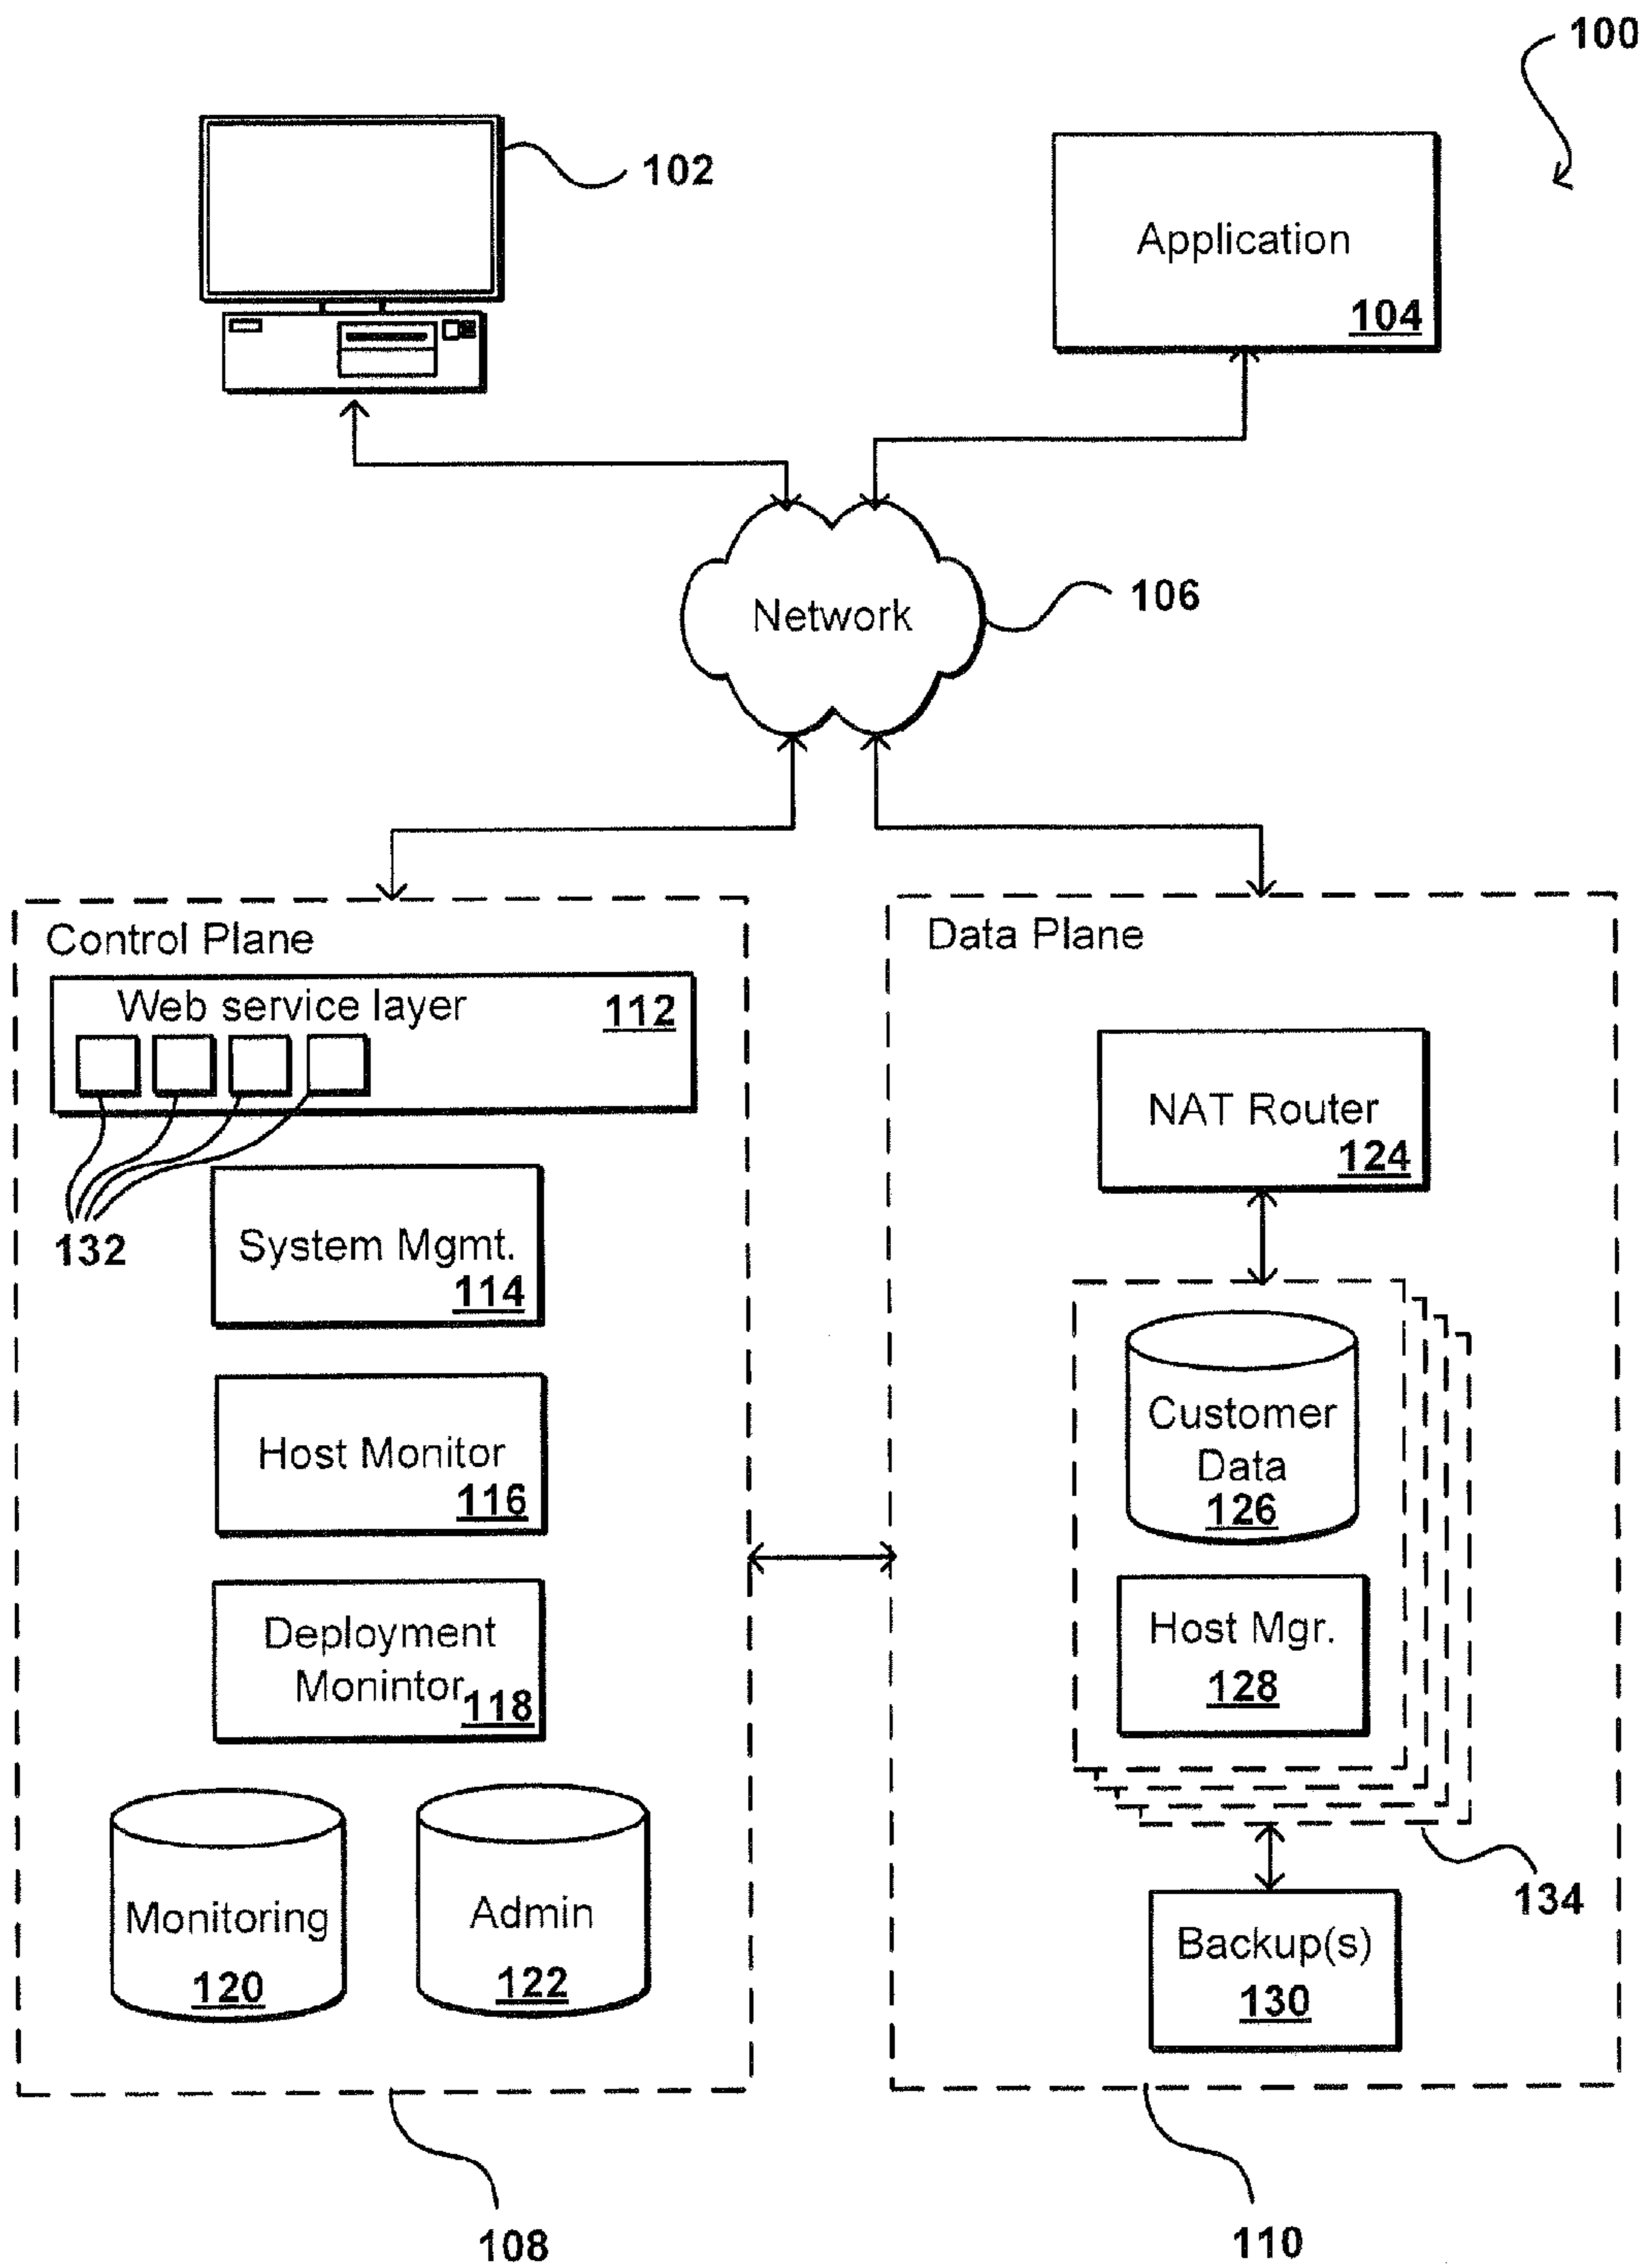 100
102
Application
104
Network
106
Control Plane
Web service layer
112
132
System Mgmt.
114
Host Monitor
116
Deployment
Monintor
118
Monitoring
120
Admin
122
108
Data Plane
NAT Router
124
Customer
Data
126
Host Mgr.
128
134
Backup(s)
130
110